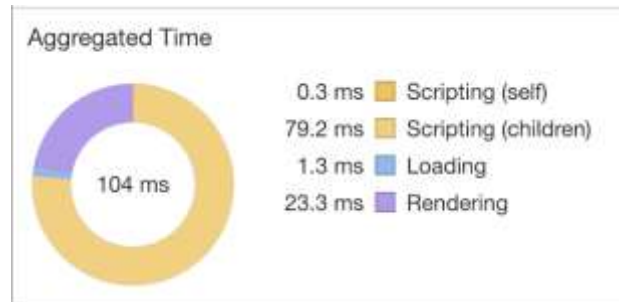 Aggregated Time
104 ms
0.3 ms Scripting (self)
79.2 ms Scripting (children)
1.3 ms Loading
23.3 ms Rendering